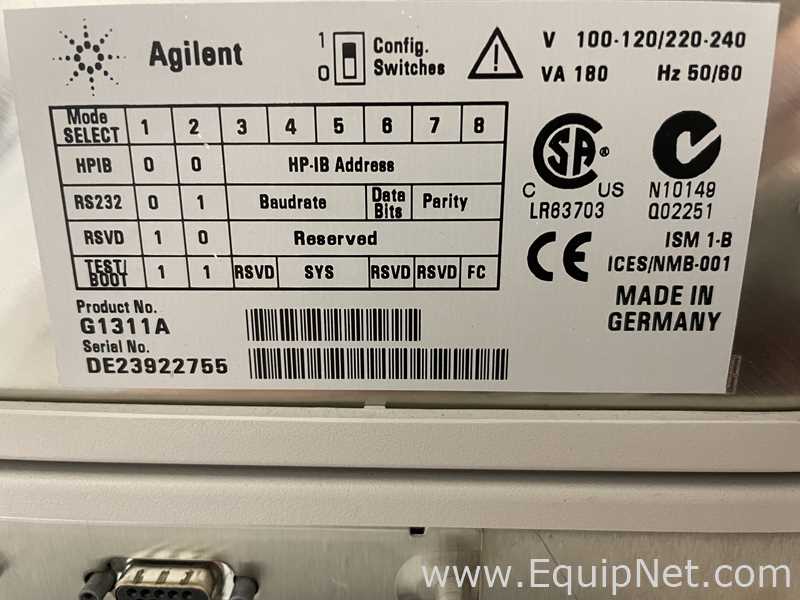 Agilent
1
0
Config.
Switches
V 100-120/220-240
VA 180 Hz 50/60
Mode SELECT 1 2 3 4 5 6 7 8
HPIB 0 0 HP-IB Address
RS232 0 1 Baudrate Data Bits Parity
RSVD 1 0 Reserved
TEST/BOOT 1 1 RSVD SYS RSVD RSVD FC
Product No.
G1311A
Serial No.
DE23922755
CSA ®
C US
LR63703
N10149
Q02251
CE
ISM 1-B
ICES/NMB-001
MADE IN
GERMANY
www.EquipNet.com